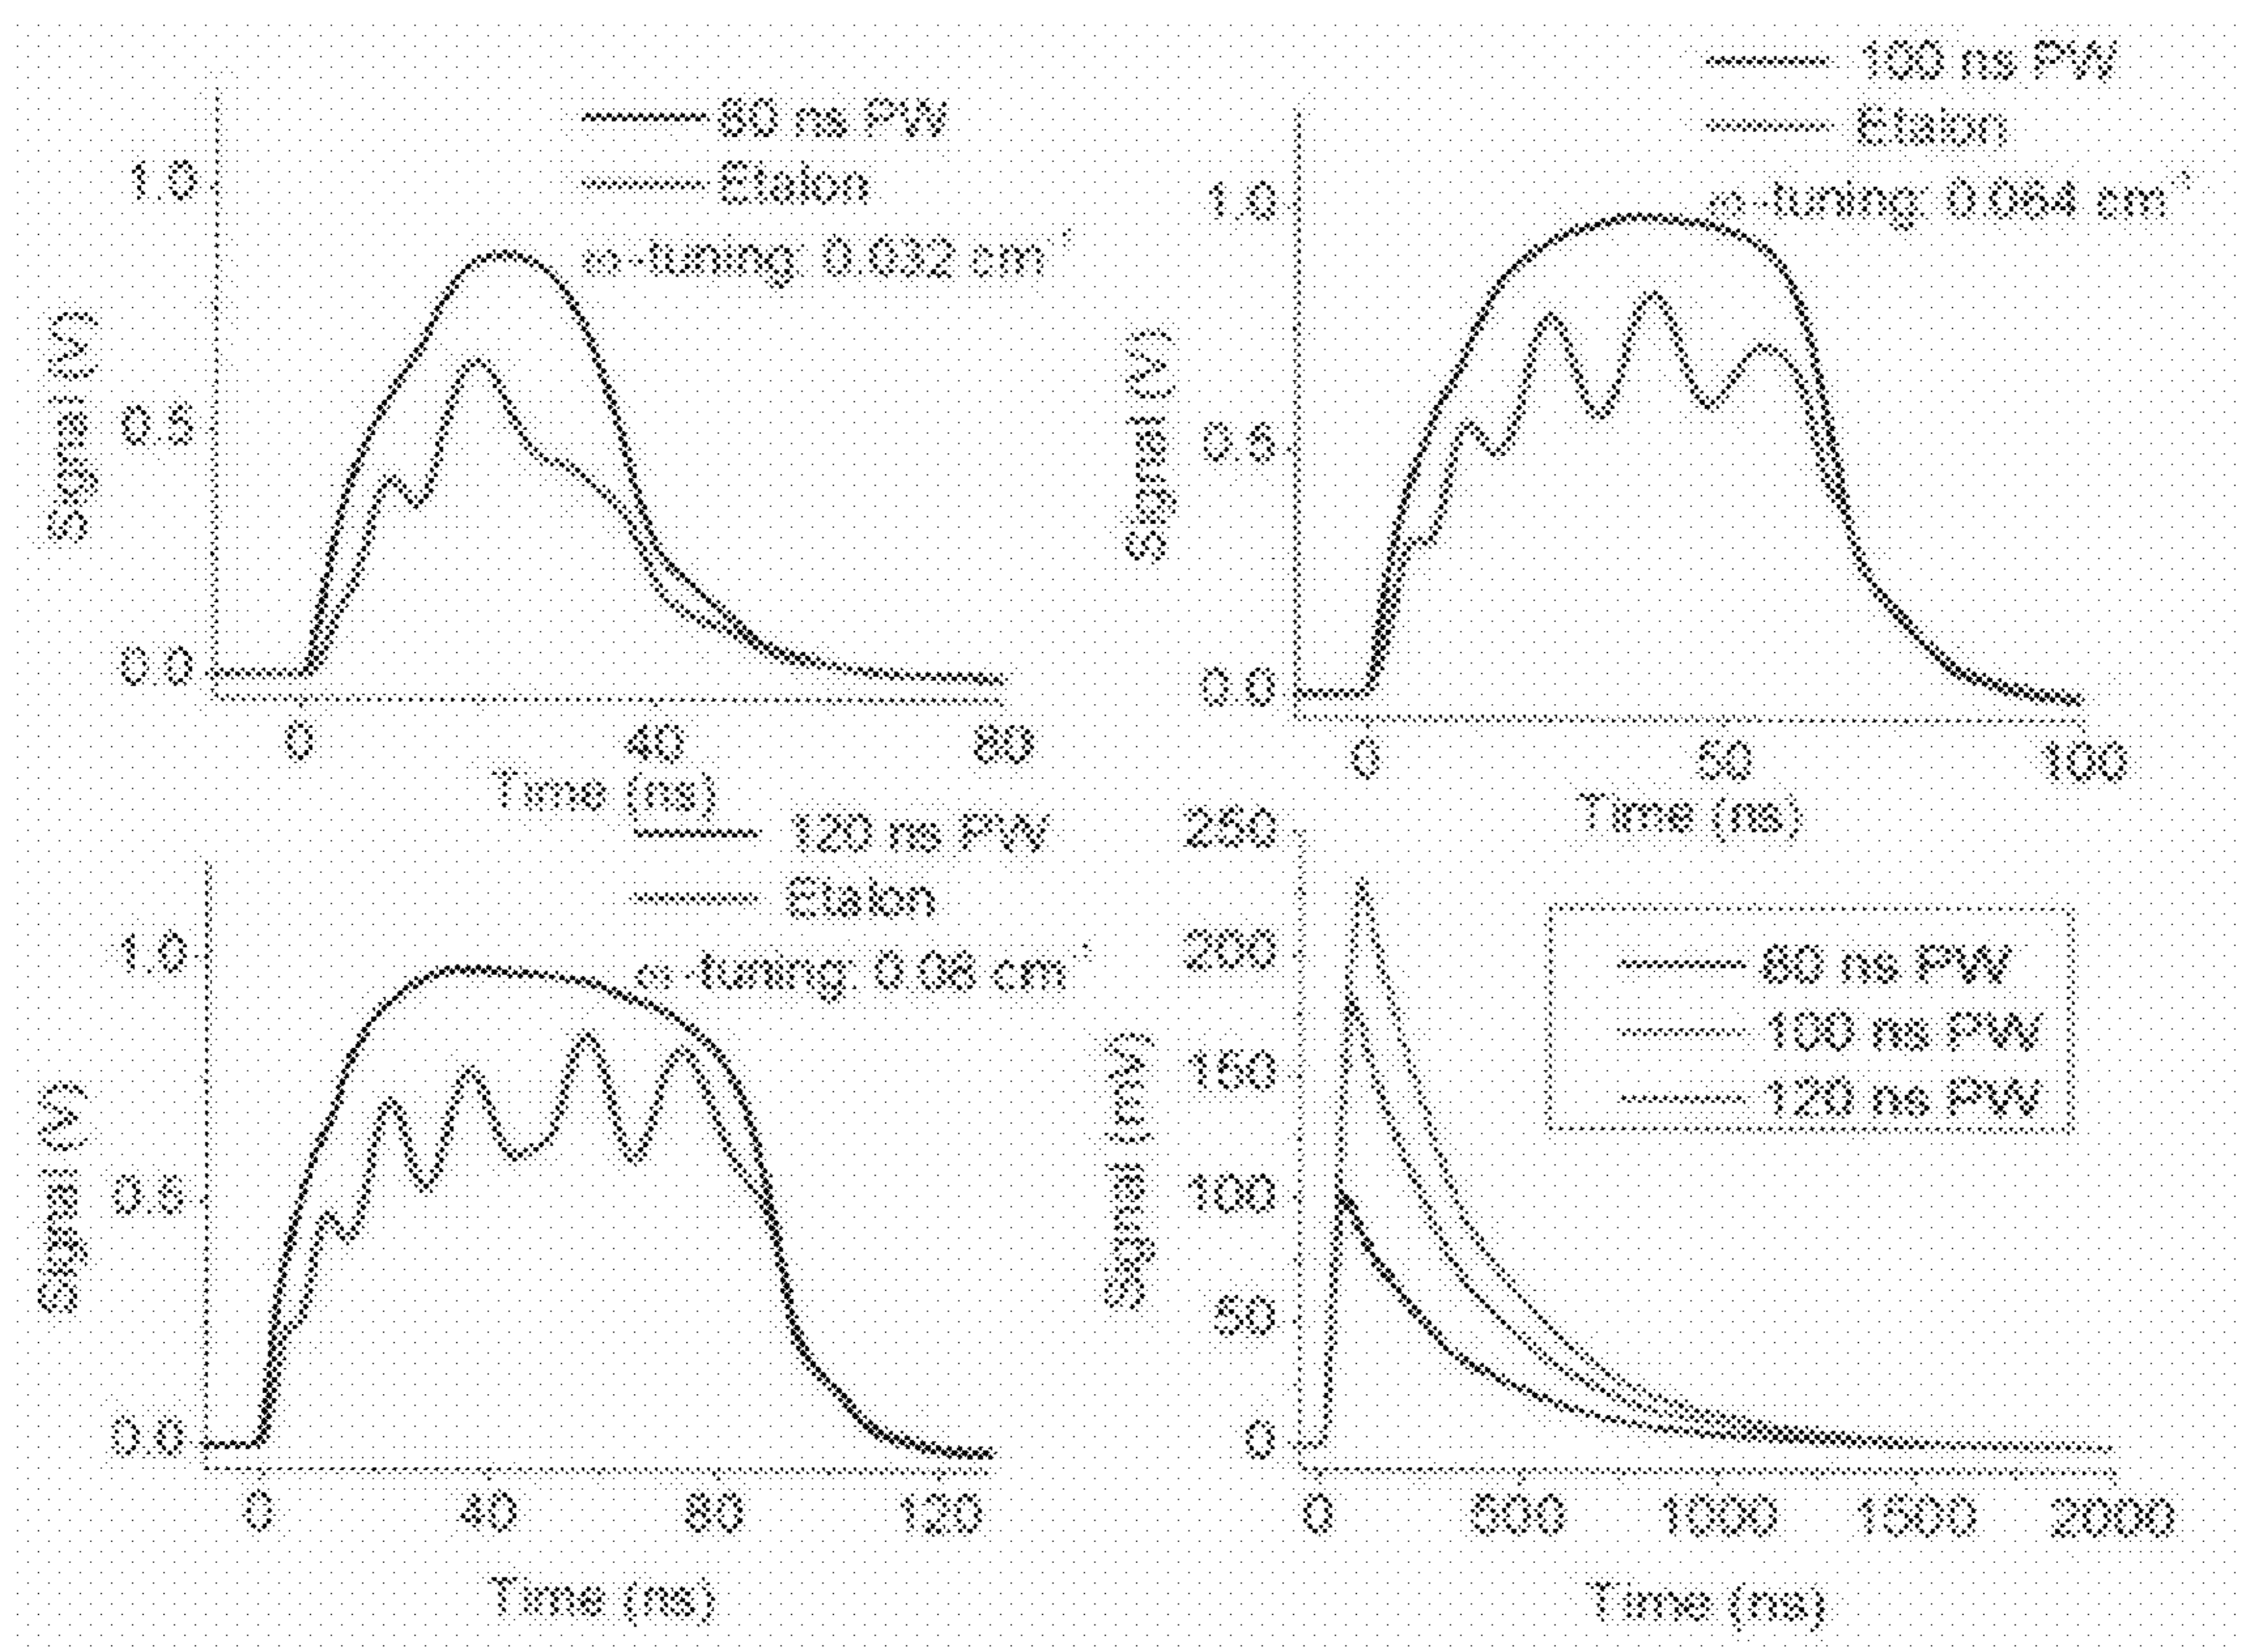 80 ns PW
Etalon
ω-tuning: 0.032 cm⁻¹
1.0
0.5
0.0
Signal (V)
0 40 80
Time (ns)
100 ns PW
Etalon
ω-tuning: 0.064 cm⁻¹
1.0
0.5
0.0
Signal (V)
0 50 100
Time (ns)
120 ns PW
Etalon
ω-tuning: 0.08 cm⁻¹
1.0
0.5
0.0
Signal (V)
0 40 80 120
Time (ns)
250
200
150
100
50
0
Signal (mV)
80 ns PW
100 ns PW
120 ns PW
0 500 1000 1500 2000
Time (ns)